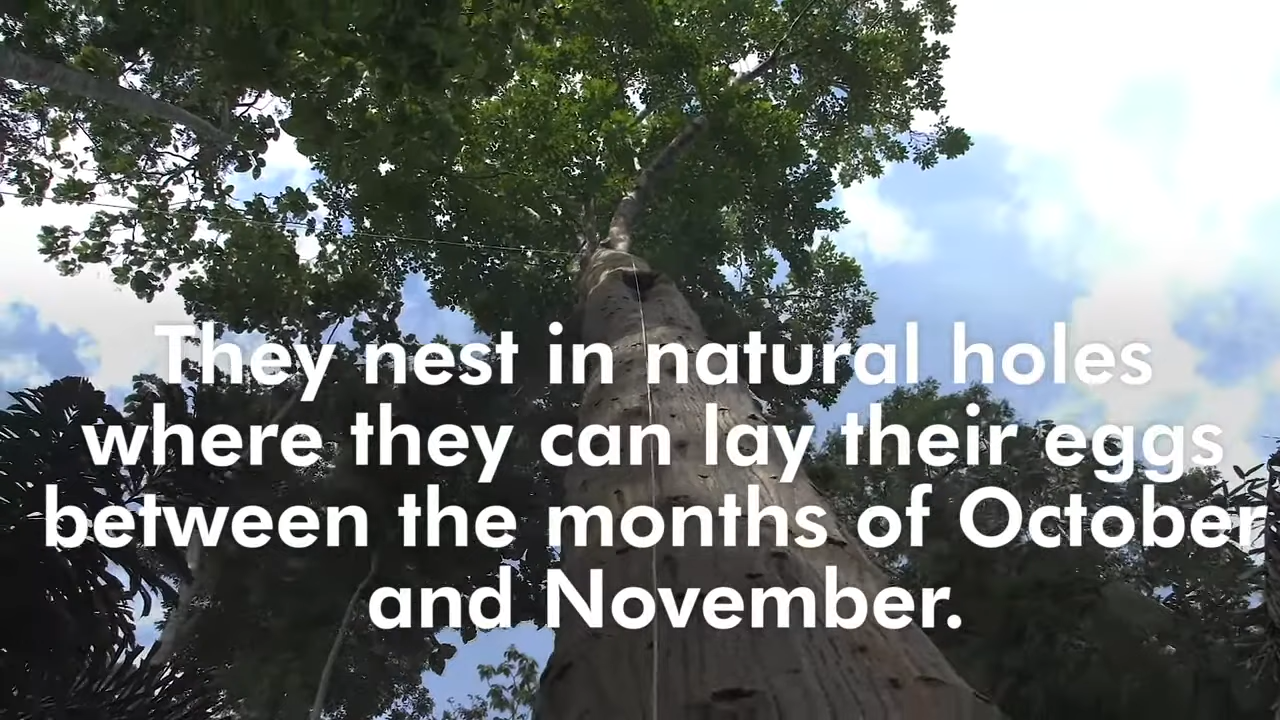 They nest in natural holes
where they can lay their eggs
between the months of October
and November.